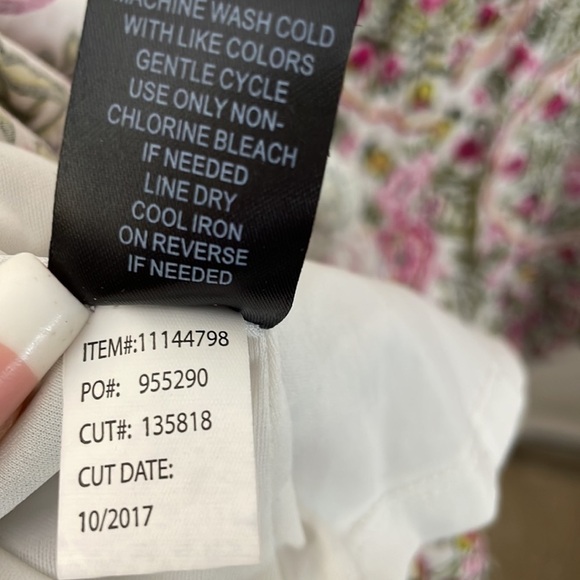 MACHINE WASH COLD
WITH LIKE COLORS
GENTLE CYCLE
USE ONLY NON-
CHLORINE BLEACH
IF NEEDED
LINE DRY
COOL IRON
ON REVERSE
IF NEEDED
ITEM#:11144798
PO#: 955290
CUT#: 135818
CUT DATE:
10/2017